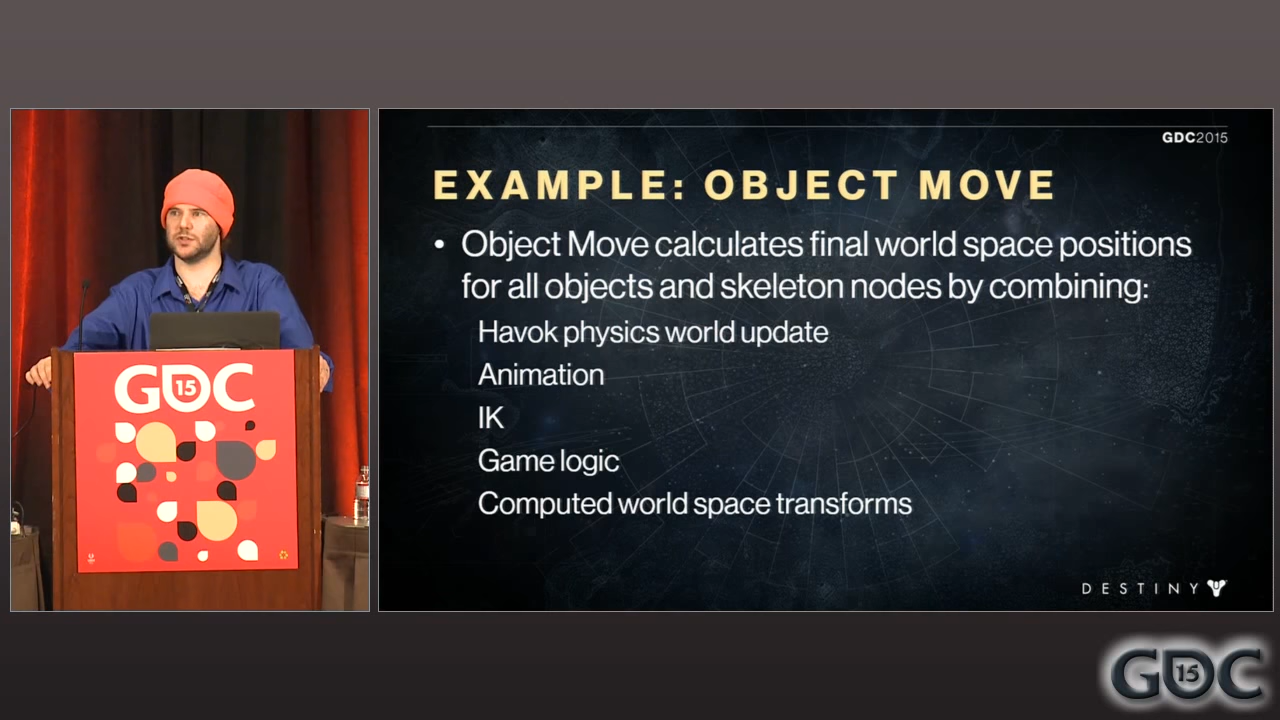 GDC2015
EXAMPLE: OBJECT MOVE
• Object Move calculates final world space positions
for all objects and skeleton nodes by combining:
Havok physics world update
Animation
IK
Game logic
Computed world space transforms
DESTINY
GDC
15
GDC
15